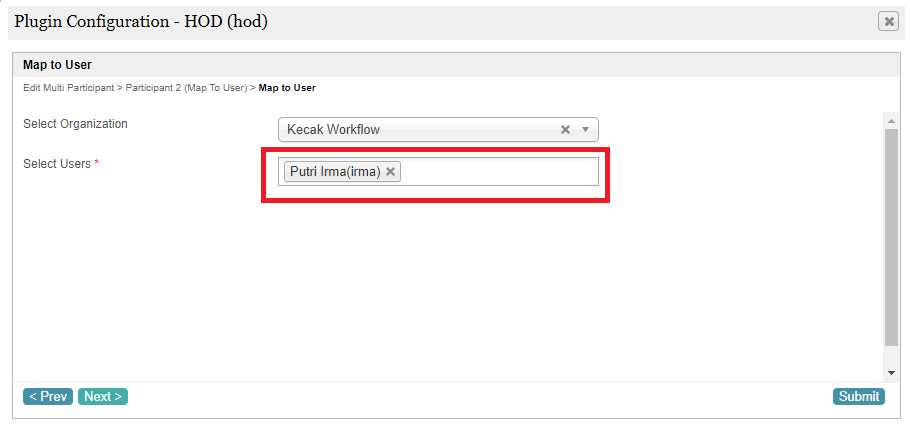 Plugin Configuration - HOD (hod)
Map to User
Edit Multi Participant > Participant 2 (Map To User) > Map to User
Select Organization
Kecak Workflow
Select Users *
Putri Irma(irma)
< Prev
Next >
Submit